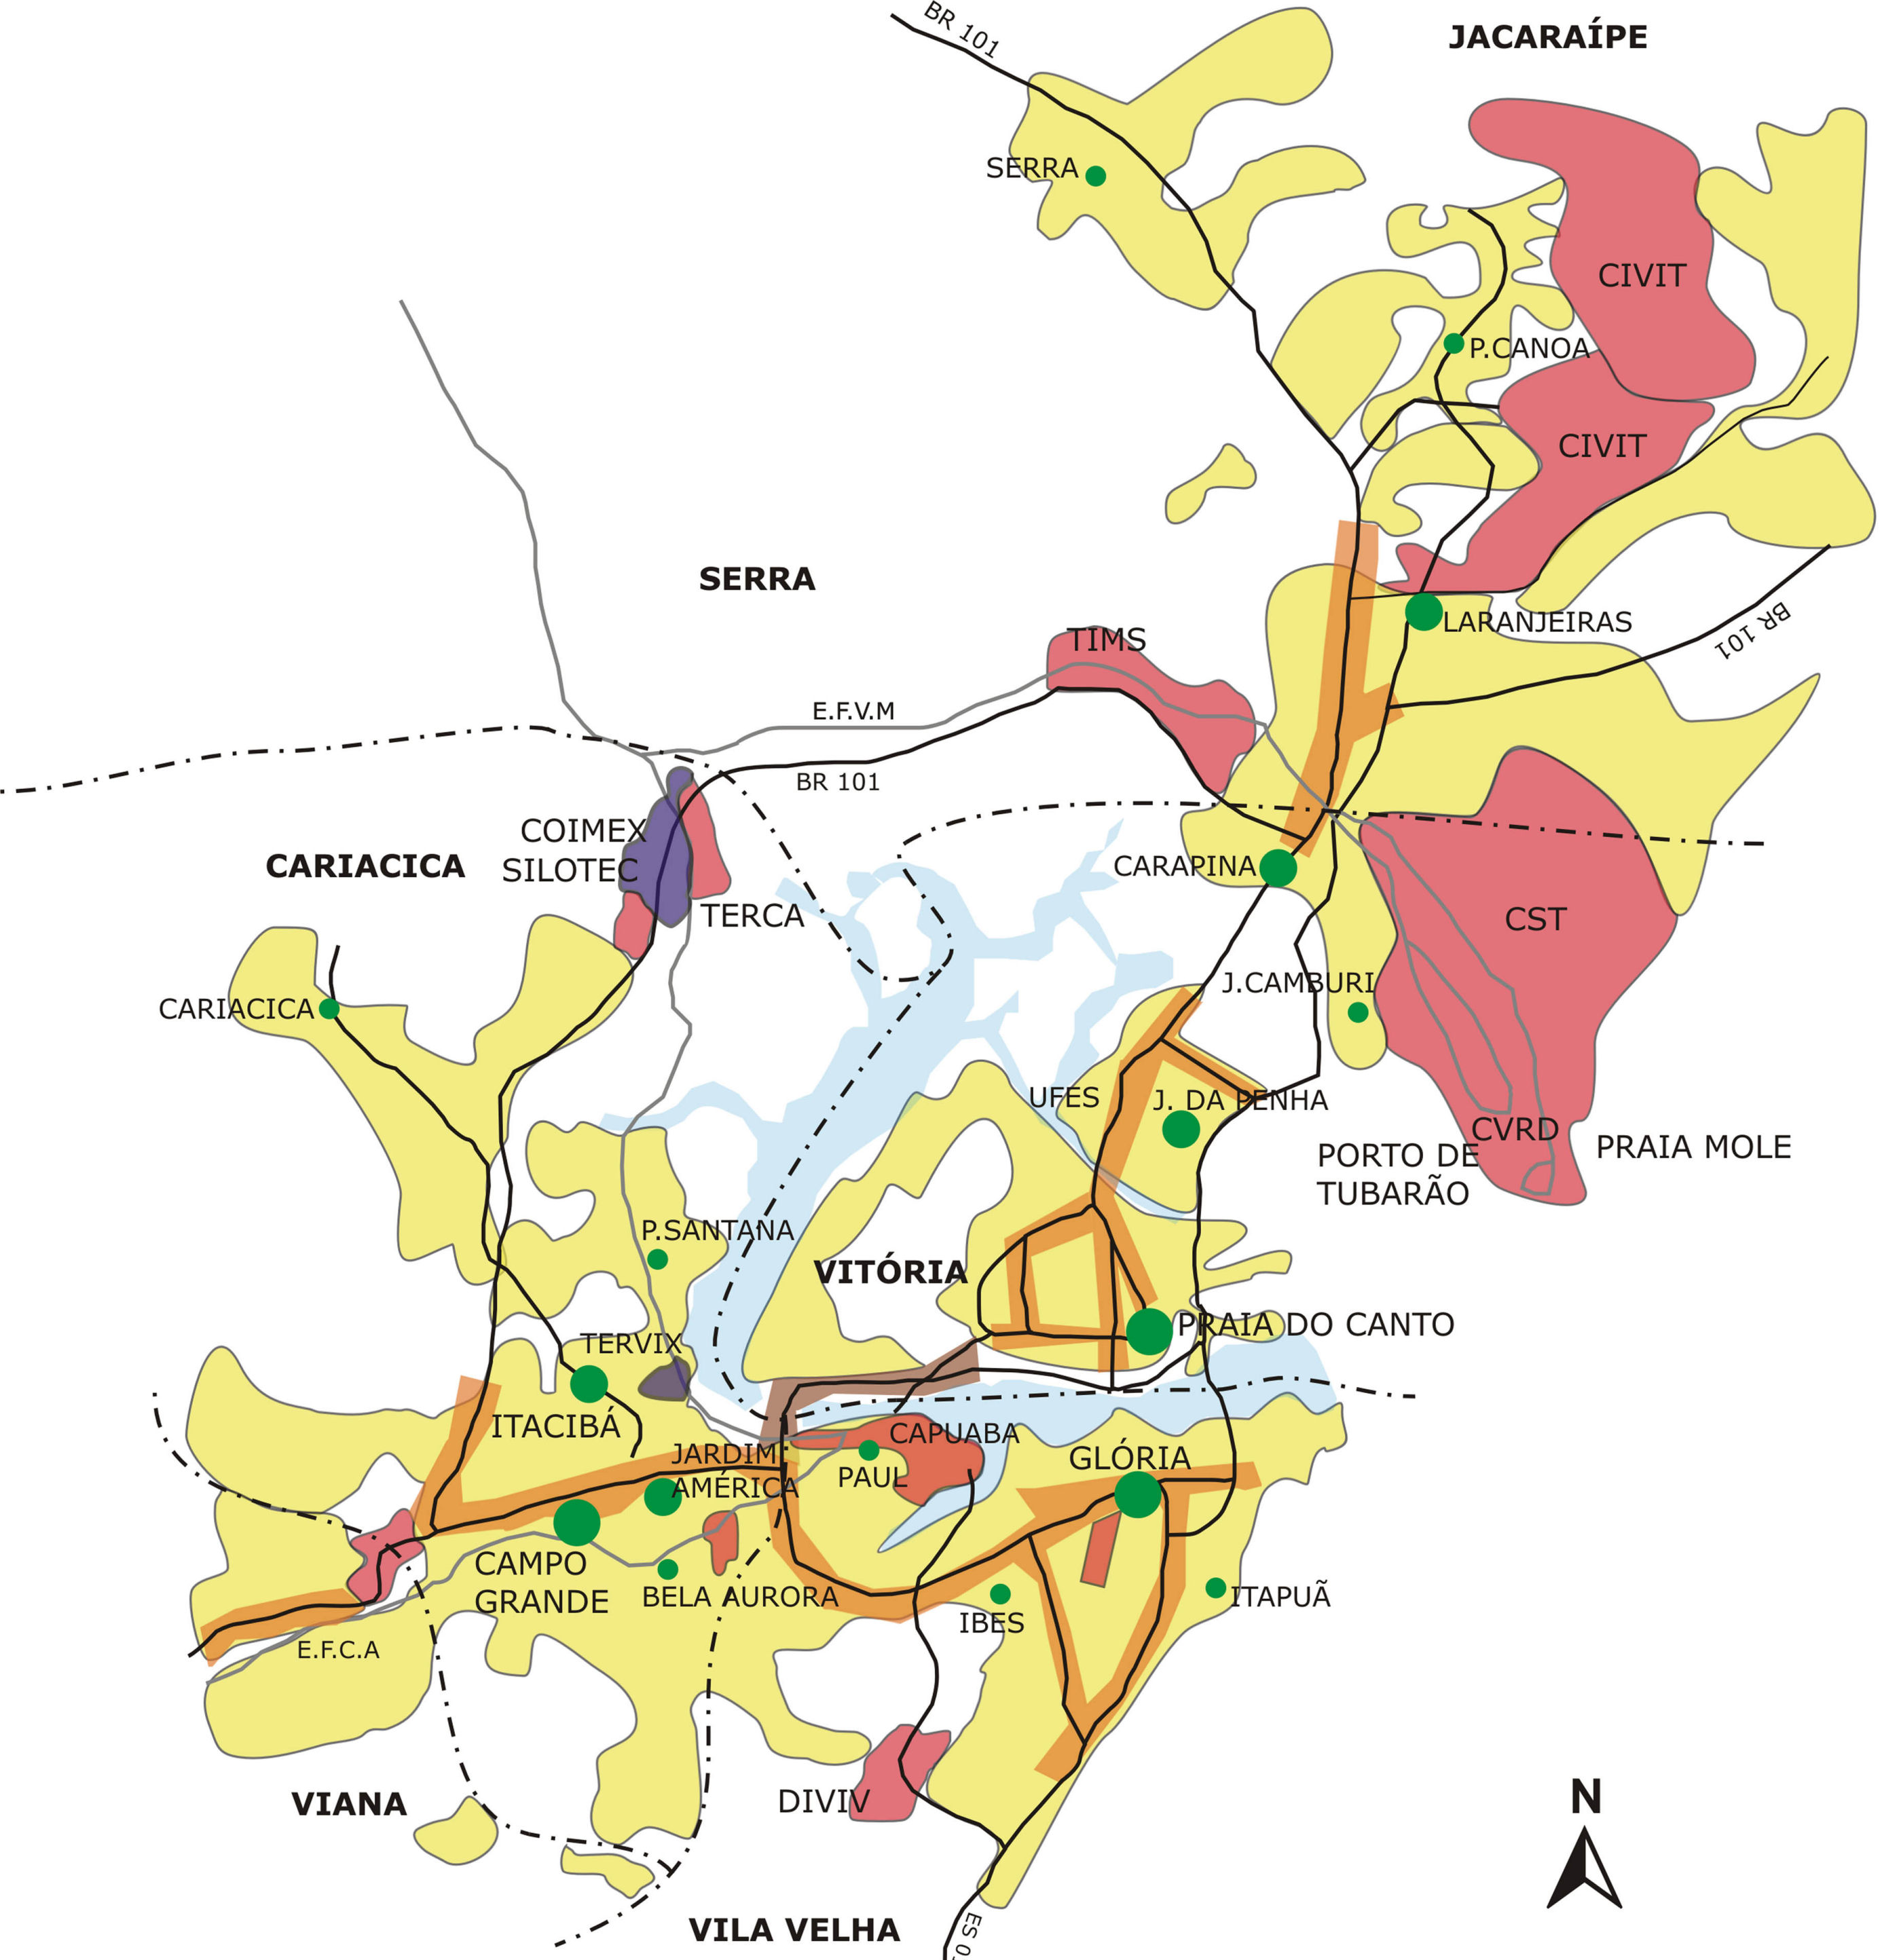 BR 101
JACARAÍPE
SERRA
CIVIT
P.CANOA
CIVIT
SERRA
LARANJEIRAS
BR 101
TIMS
E.F.V.M
BR 101
COIMEX
SILOTEC
CARIACICA
CARAPINA
TERCA
CST
J.CAMBURI
CARIACICA
UFES
J. DA PENHA
CVRD
PRAIA MOLE
PORTO DE
TUBARÃO
P.SANTANA
VITÓRIA
PRAIA DO CANTO
TERVIX
ITACIBÁ
CAPUABA
JARDIM
AMÉRICA
PAUL
GLÓRIA
CAMPO
GRANDE
BELA AURORA
IBES
ITAPUÃ
E.F.C.A
VIANA
DIVIV
N
VILA VELHA
ES 0